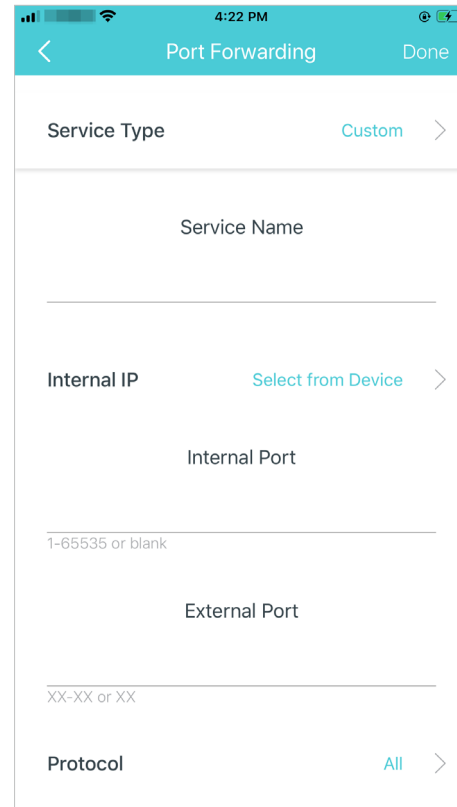 4:22 PM
Port Forwarding Done
Service Type Custom
Service Name
Internal IP Select from Device
Internal Port
1-65535 or blank
External Port
XX-XX or XX
Protocol All